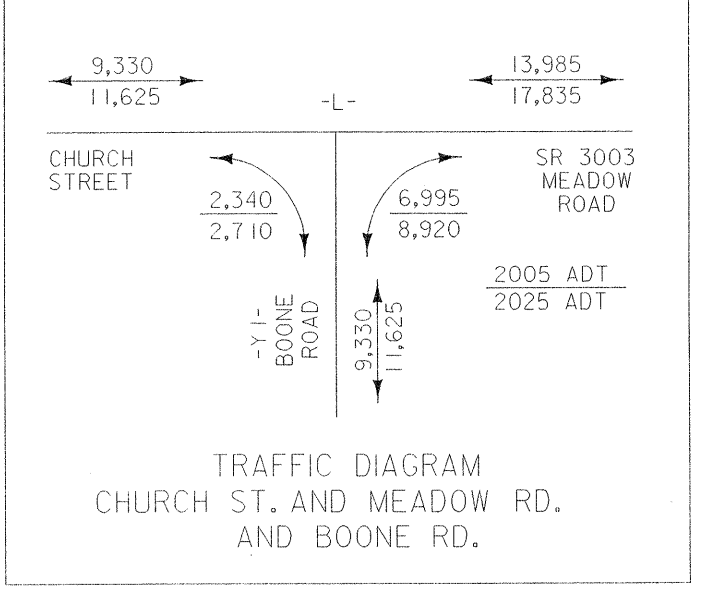 9,330
11,625
-L-
13,985
17,835
CHURCH
STREET
SR 3003
MEADOW
ROAD
2,340
2,710
6,995
8,920
2005 ADT
2025 ADT
-Y1-
BOONE
ROAD
9,330
11,625
TRAFFIC DIAGRAM
CHURCH ST. AND MEADOW RD.
AND BOONE RD.